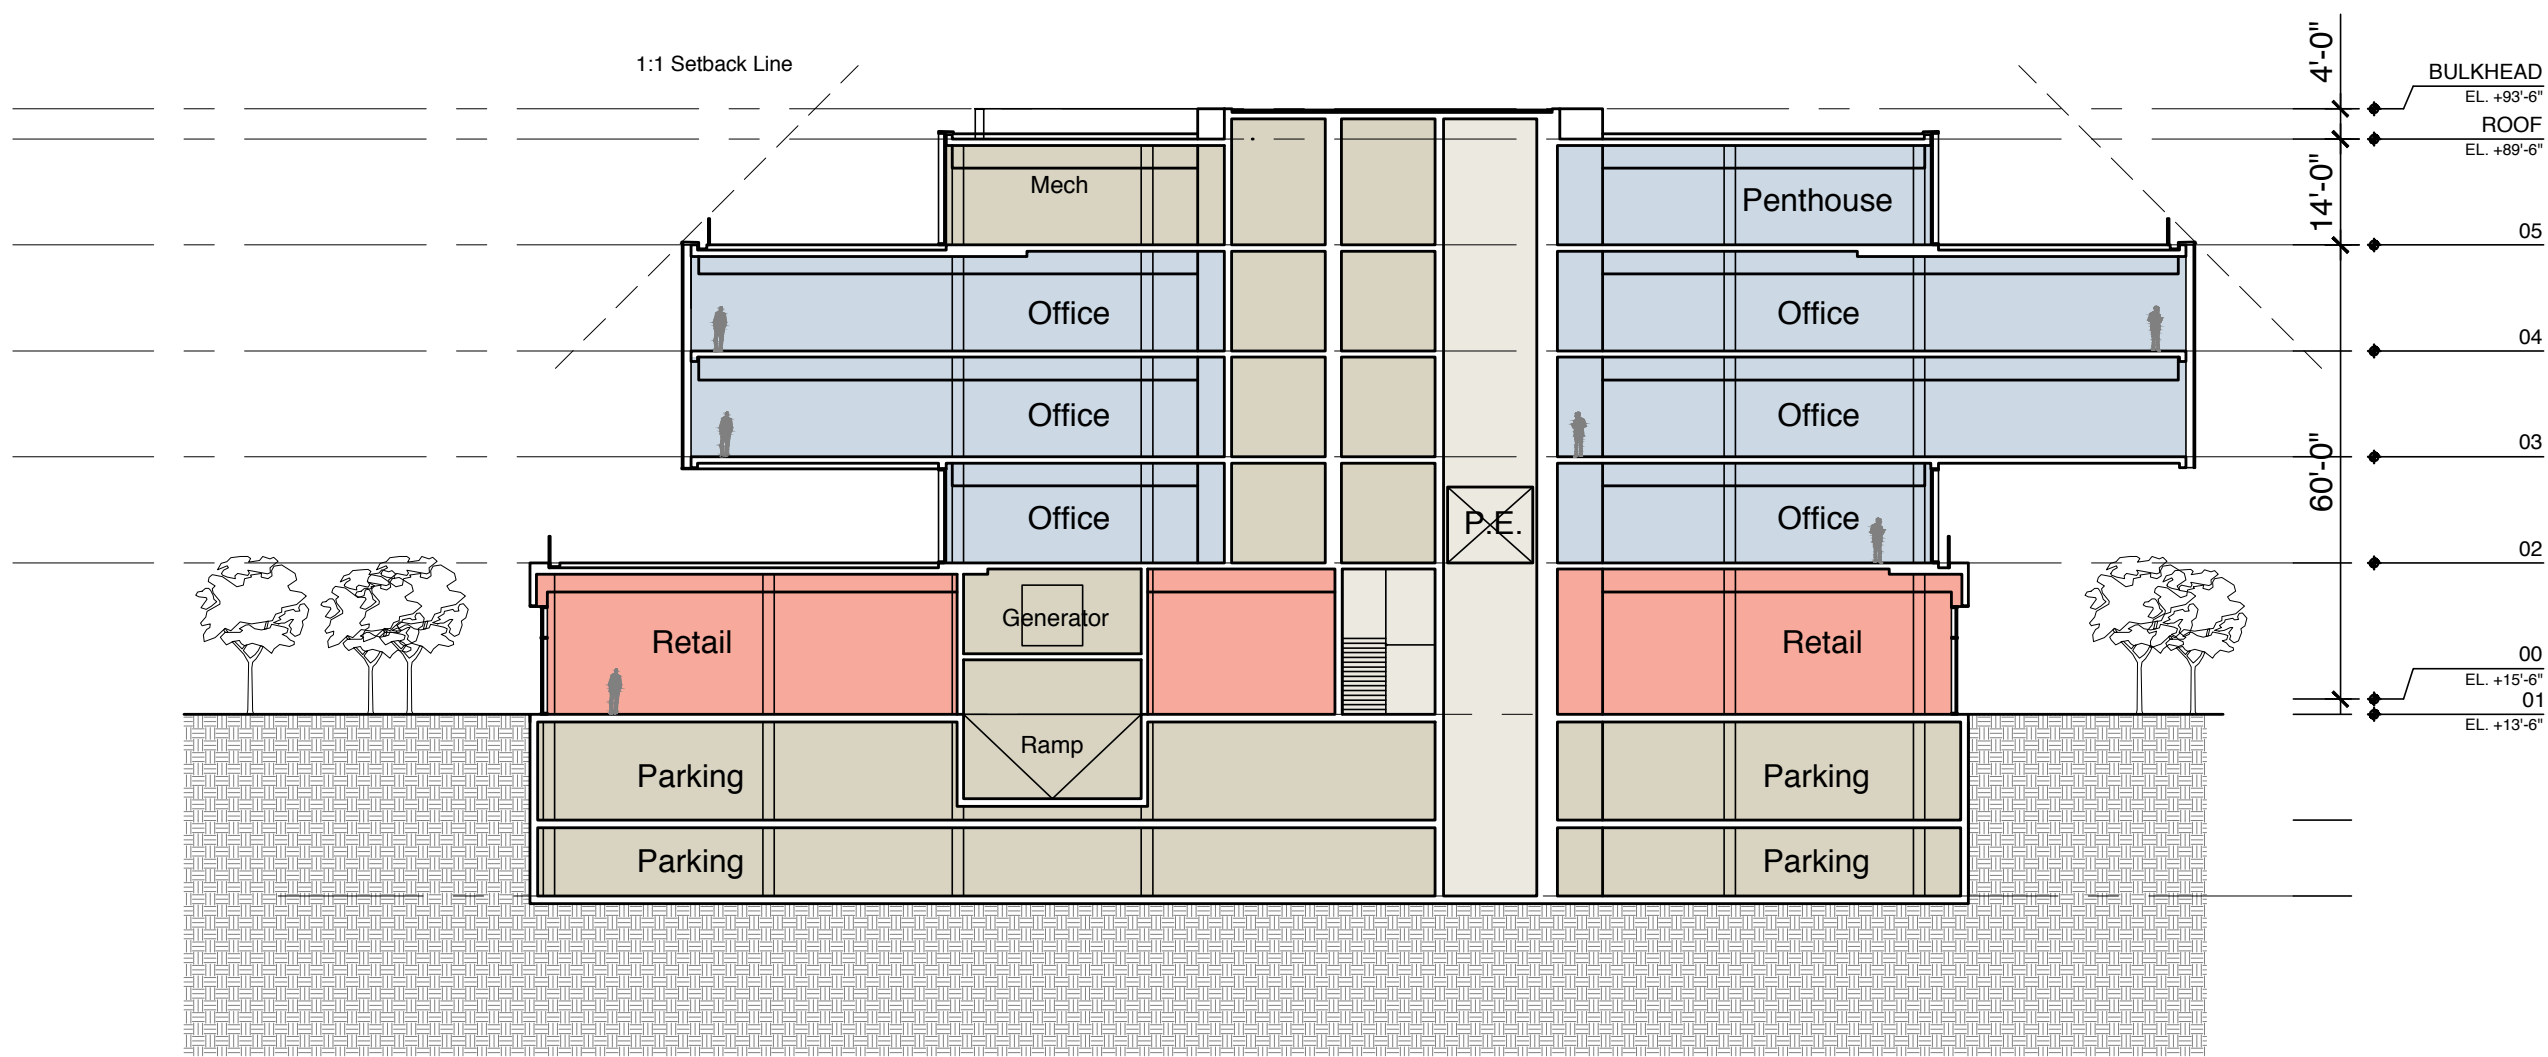 1:1 Setback Line
4'-0"
BULKHEAD
EL. +93'-6"
ROOF
EL. +89'-6"
14'-0"
Mech
Penthouse
05
Office
Office
04
Office
Office
03
60'-0"
Office
P.E.
Office
02
Generator
Retail
Retail
00
EL. +15'-6"
01
EL. +13'-6"
Ramp
Parking
Parking
Parking
Parking